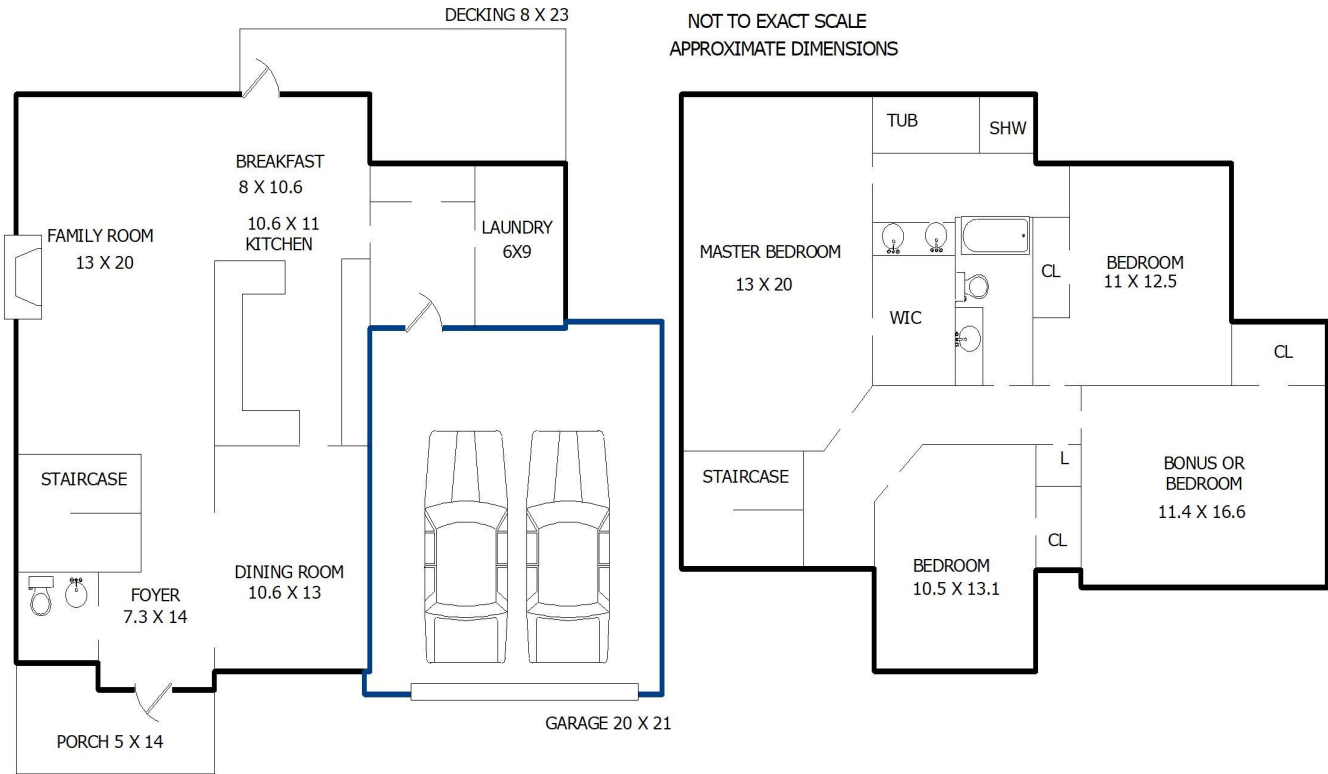 DECKING 8 X 23
NOT TO EXACT SCALE
APPROXIMATE DIMENSIONS
BREAKFAST
8 X 10.6
10.6 X 11
KITCHEN
FAMILY ROOM
13 X 20
LAUNDRY
6X9
STAIRCASE
FOYER
7.3 X 14
DINING ROOM
10.6 X 13
PORCH 5 X 14
GARAGE 20 X 21
TUB
SHW
MASTER BEDROOM
13 X 20
WIC
CL
BEDROOM
11 X 12.5
CL
STAIRCASE
L
CL
BONUS OR
BEDROOM
11.4 X 16.6
BEDROOM
10.5 X 13.1